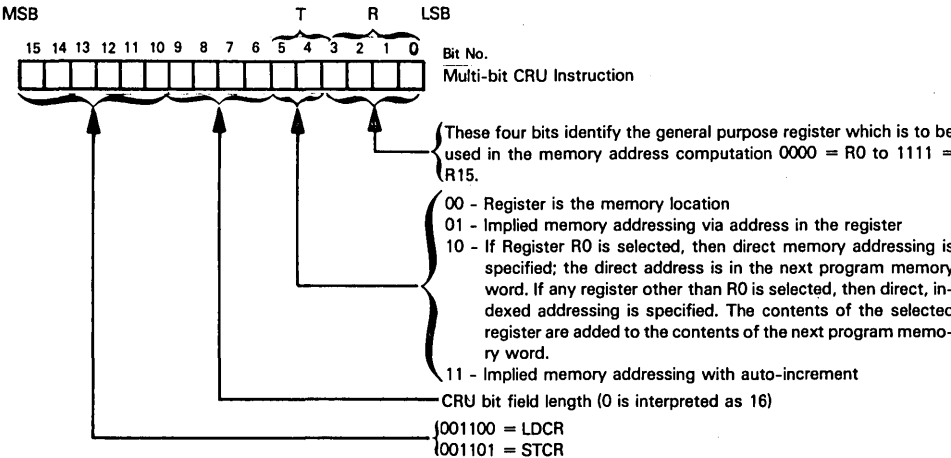 MSB T R LSB
15 14 13 12 11 10 9 8 7 6 5 4 3 2 1 0 Bit No.
Multi-bit CRU Instruction
These four bits identify the general purpose register which is to be
used in the memory address computation 0000 = R0 to 1111 =
R15.
00 - Register is the memory location
01 - Implied memory addressing via address in the register
10 - If Register R0 is selected, then direct memory addressing is
specified; the direct address is in the next program memory
word. If any register other than R0 is selected, then direct, in-
dexed addressing is specified. The contents of the selected
register are added to the contents of the next program memo-
ry word.
11 - Implied memory addressing with auto-increment
CRU bit field length (0 is interpreted as 16)
001100 = LDCR
001101 = STCR